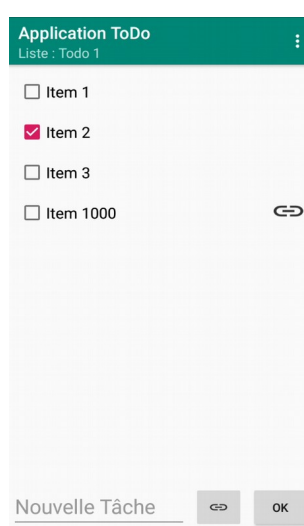 Application ToDo
Liste : Todo 1
Item 1
Item 2
Item 3
Item 1000
Nouvelle Tâche
OK